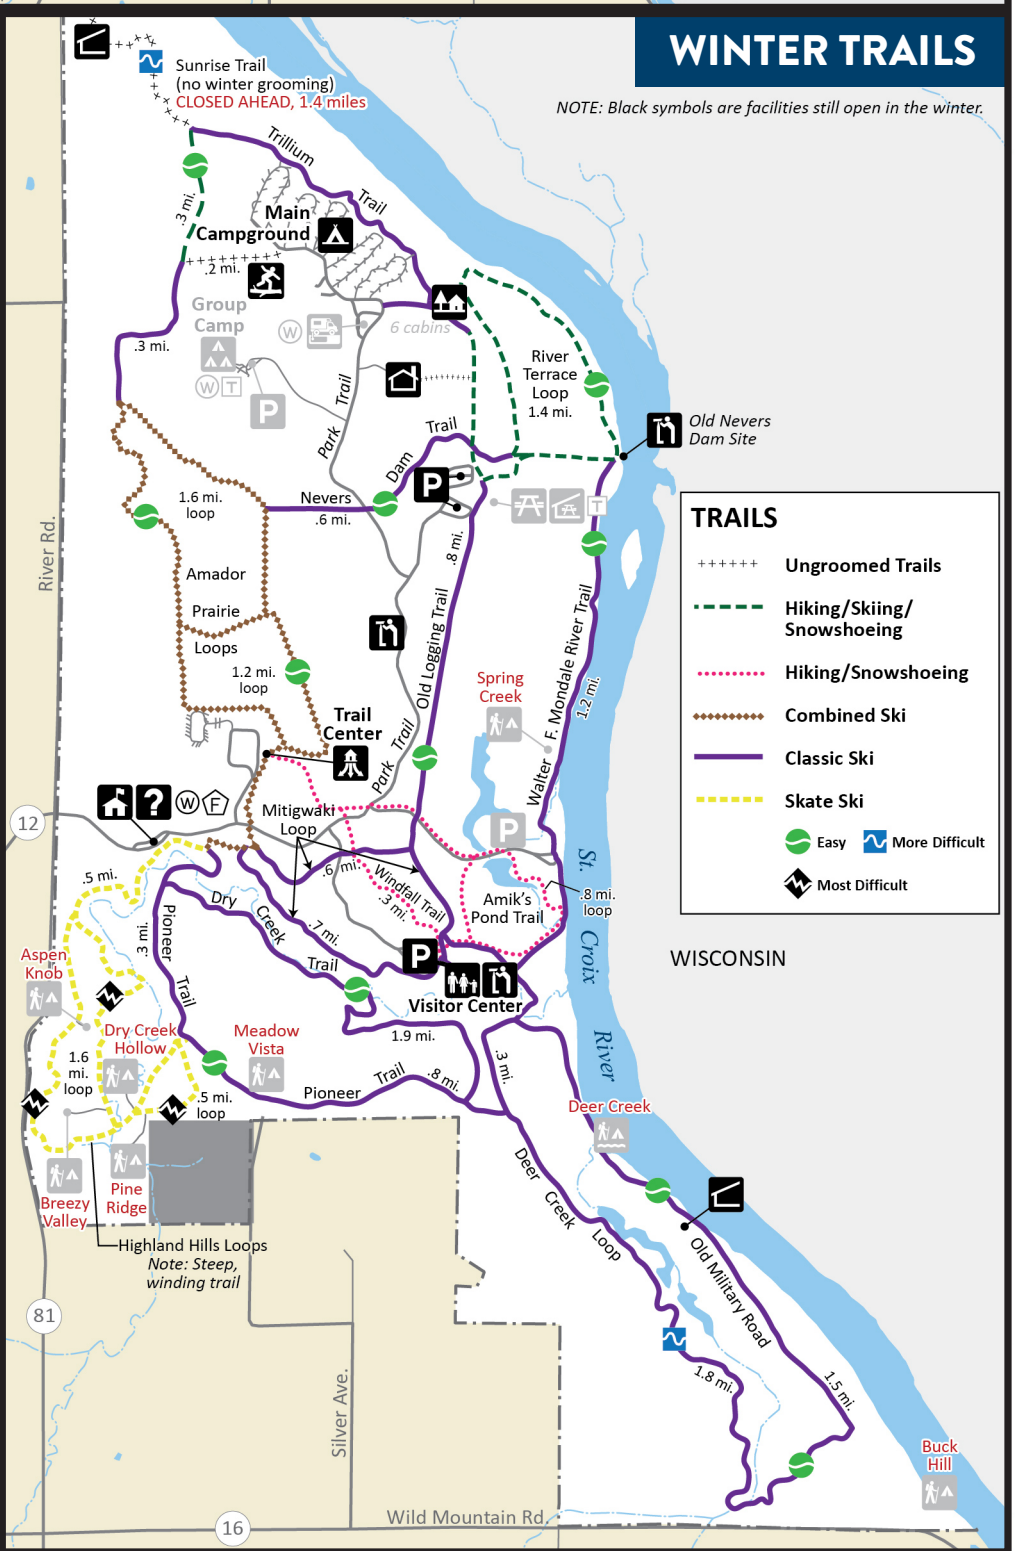 WINTER TRAILS
NOTE: Black symbols are facilities still open in the winter.
Sunrise Trail
(no winter grooming)
CLOSED AHEAD, 1.4 miles
Trillium
Trail
.3 mi.
Main
Campground
.2 mi.
Group
Camp
W
6 cabins
.3 mi.
W T
P
River
Terrace
Loop
1.4 mi.
Old Nevers
Dam Site
Park Trail
Nevers
Dam
Trail
.6 mi.
P
T
1.6 mi.
loop
.8 mi.
River Rd.
Amador
Prairie
Loops
1.2 mi.
loop
Old Logging Trail
Walter F. Mondale River Trail
1.2 mi.
Spring
Creek
Trail
Center
Park Trail
P
12
? W F
Mitigwaki
Loop
.6 mi.
Windfall Trail
.3 mi.
Amik's
Pond Trail
.8 mi.
loop
.5 mi.
Dry
Creek
Trail
.7 mi.
Pioneer
Trail
.3 mi.
P
Visitor Center
St.
Croix
River
WISCONSIN
Aspen
Knob
Dry Creek
Hollow
Meadow
Vista
1.9 mi.
1.6
mi.
loop
.5 mi.
loop
Pioneer
Trail
.8 mi.
.3 mi.
Deer Creek
Breezy
Valley
Pine
Ridge
Highland Hills Loops
Note: Steep,
winding trail
Deer
Creek
Loop
Old Military Road
1.8 mi.
1.5 mi.
81
Silver Ave.
Buck
Hill
16
Wild Mountain Rd.
TRAILS
Ungroomed Trails
Hiking/Skiing/
Snowshoeing
Hiking/Snowshoeing
Combined Ski
Classic Ski
Skate Ski
Easy
More Difficult
Most Difficult